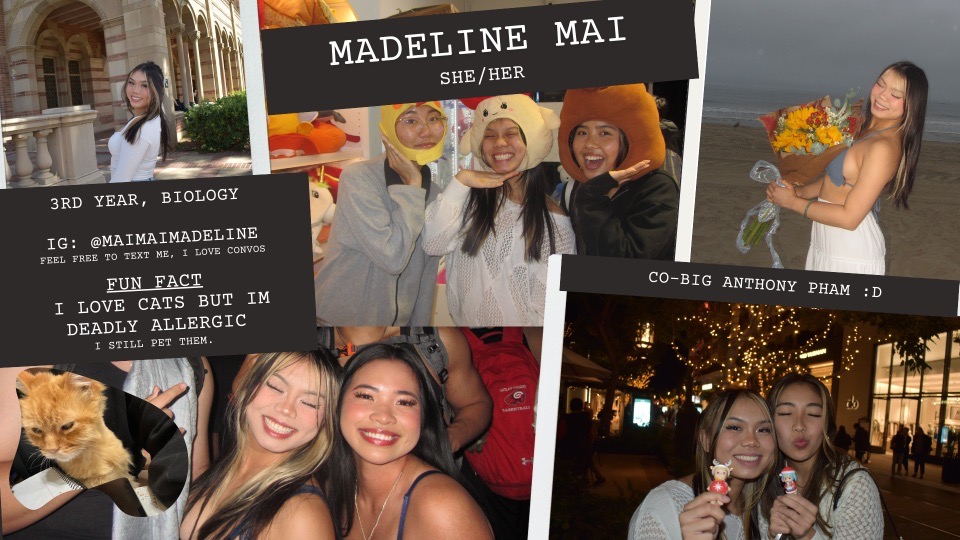 MADELINE MAI
SHE/HER
3RD YEAR, BIOLOGY
IG: @MAIMAIMADELINE
FEEL FREE TO TEXT ME, I LOVE CONVOS
FUN FACT
I LOVE CATS BUT IM
DEADLY ALLERGIC
I STILL PET THEM.
CO-BIG ANTHONY PHAM :D
BASKETBALL